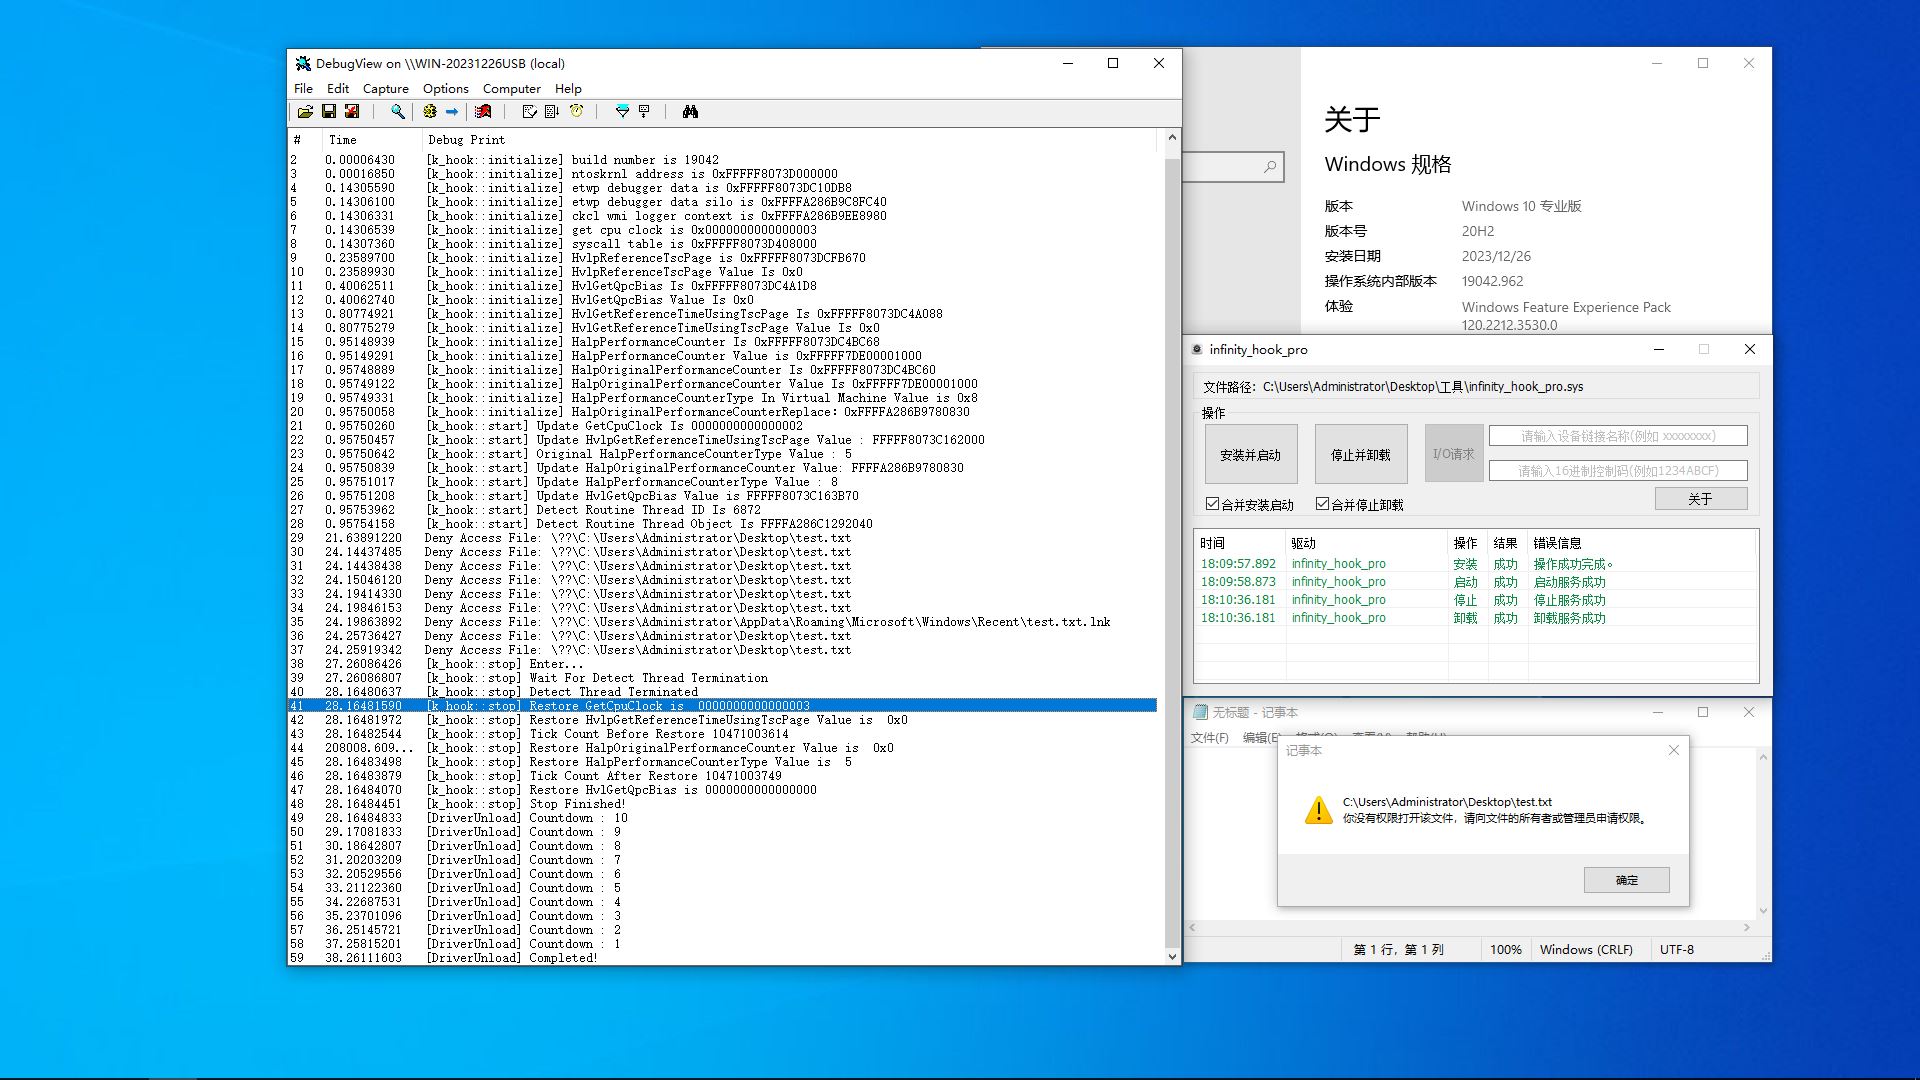 DebugView on \\WIN-20231226USB (local)
File Edit Capture Options Computer Help
# Time Debug Print
2 0.00006430 [k_hook::initialize] build number is 19042
3 0.00016850 [k_hook::initialize] ntoskrnl address is 0xFFFFF8073D000000
4 0.14305590 [k_hook::initialize] etwp debugger data is 0xFFFFF8073DC10DB8
5 0.14306100 [k_hook::initialize] etwp debugger data silo is 0xFFFFA286B9C8FC40
6 0.14306331 [k_hook::initialize] ckcl wmi logger context is 0xFFFFA286B9EE8980
7 0.14306539 [k_hook::initialize] get cpu clock is 0x0000000000000003
8 0.14307360 [k_hook::initialize] syscall table is 0xFFFFF8073D408000
9 0.23589700 [k_hook::initialize] HvlpReferenceTscPage is 0xFFFFF8073DCFB670
10 0.23589930 [k_hook::initialize] HvlpReferenceTscPage Value Is 0x0
11 0.40062511 [k_hook::initialize] HvlGetQpcBias Is 0xFFFFF8073DC4A1D8
12 0.40062740 [k_hook::initialize] HvlGetQpcBias Value Is 0x0
13 0.80774921 [k_hook::initialize] HvlGetReferenceTimeUsingTscPage Is 0xFFFFF8073DC4A088
14 0.80775279 [k_hook::initialize] HvlGetReferenceTimeUsingTscPage Value Is 0x0
15 0.95148939 [k_hook::initialize] HalpPerformanceCounter Is 0xFFFFF8073DC4BC68
16 0.95149291 [k_hook::initialize] HalpPerformanceCounter Value is 0xFFFFF7DE00001000
17 0.95748889 [k_hook::initialize] HalpOriginalPerformanceCounter Is 0xFFFFF8073DC4BC60
18 0.95749122 [k_hook::initialize] HalpOriginalPerformanceCounter Value Is 0xFFFFF7DE00001000
19 0.95749331 [k_hook::initialize] HalpPerformanceCounterType In Virtual Machine Value is 0x8
20 0.95750058 [k_hook::initialize] HalpOriginalPerformanceCounterReplace: 0xFFFFA286B9780830
21 0.95750260 [k_hook::start] Update GetCpuClock Is 0000000000000002
22 0.95750457 [k_hook::start] Update HvlpGetReferenceTimeUsingTscPage Value : FFFFF8073C162000
23 0.95750642 [k_hook::start] Original HalpPerformanceCounterType Value : 5
24 0.95750839 [k_hook::start] Update HalpOriginalPerformanceCounter Value: FFFFA286B9780830
25 0.95751017 [k_hook::start] Update HalpPerformanceCounterType Value : 8
26 0.95751208 [k_hook::start] Update HvlGetQpcBias Value is FFFFF8073C163B70
27 0.95753962 [k_hook::start] Detect Routine Thread ID Is 6872
28 0.95754158 [k_hook::start] Detect Routine Thread Object Is FFFFA286C1292040
29 21.63891220 Deny Access File: \??\C:\Users\Administrator\Desktop\test.txt
30 24.14437485 Deny Access File: \??\C:\Users\Administrator\Desktop\test.txt
31 24.14438438 Deny Access File: \??\C:\Users\Administrator\Desktop\test.txt
32 24.15046120 Deny Access File: \??\C:\Users\Administrator\Desktop\test.txt
33 24.19414330 Deny Access File: \??\C:\Users\Administrator\Desktop\test.txt
34 24.19846153 Deny Access File: \??\C:\Users\Administrator\Desktop\test.txt
35 24.19863892 Deny Access File: \??\C:\Users\Administrator\AppData\Roaming\Microsoft\Windows\Recent\test.txt.lnk
36 24.25736427 Deny Access File: \??\C:\Users\Administrator\Desktop\test.txt
37 24.25919342 Deny Access File: \??\C:\Users\Administrator\Desktop\test.txt
38 27.26086426 [k_hook::stop] Enter...
39 27.26086807 [k_hook::stop] Wait For Detect Thread Termination
40 28.16480637 [k_hook::stop] Detect Thread Terminated
41 28.16481590 [k_hook::stop] Restore GetCpuClock is 0000000000000003
42 28.16481972 [k_hook::stop] Restore HvlpGetReferenceTimeUsingTscPage Value is 0x0
43 28.16482544 [k_hook::stop] Tick Count Before Restore 10471003614
44 208008.609... [k_hook::stop] Restore HalpOriginalPerformanceCounter Value is 0x0
45 28.16483498 [k_hook::stop] Restore HalpPerformanceCounterType Value is 5
46 28.16483879 [k_hook::stop] Tick Count After Restore 10471003749
47 28.16484070 [k_hook::stop] Restore HvlGetQpcBias is 0000000000000000
48 28.16484451 [k_hook::stop] Stop Finished!
49 28.16484833 [DriverUnload] Countdown : 10
50 29.17081833 [DriverUnload] Countdown : 9
51 30.18642807 [DriverUnload] Countdown : 8
52 31.20203209 [DriverUnload] Countdown : 7
53 32.20529556 [DriverUnload] Countdown : 6
54 33.21122360 [DriverUnload] Countdown : 5
55 34.22687531 [DriverUnload] Countdown : 4
56 35.23701096 [DriverUnload] Countdown : 3
57 36.25145721 [DriverUnload] Countdown : 2
58 37.25815201 [DriverUnload] Countdown : 1
59 38.26111603 [DriverUnload] Completed!
关于
Windows 规格
版本 Windows 10 专业版
版本号 20H2
安装日期 2023/12/26
操作系统内部版本 19042.962
体验 Windows Feature Experience Pack
120.2212.3530.0
infinity_hook_pro
文件路径: C:\Users\Administrator\Desktop\工具\infinity_hook_pro.sys
操作
安装并启动 停止并卸载 I/O请求 请输入设备链接名称(例如 xxxxxxxx)
请输入16进制控制码(例如1234ABCF)
合并安装启动 合并停止卸载 关于
时间 驱动 操作 结果 错误信息
18:09:57.892 infinity_hook_pro 安装 成功 操作成功完成。
18:09:58.873 infinity_hook_pro 启动 成功 启动服务成功
18:10:36.181 infinity_hook_pro 停止 成功 停止服务成功
18:10:36.181 infinity_hook_pro 卸载 成功 卸载服务成功
无标题 - 记事本
文件(F)
记事本
C:\Users\Administrator\Desktop\test.txt
你没有权限打开该文件，请向文件的所有者或管理员申请权限。
确定
第 1 行，第 1 列 100% Windows (CRLF) UTF-8